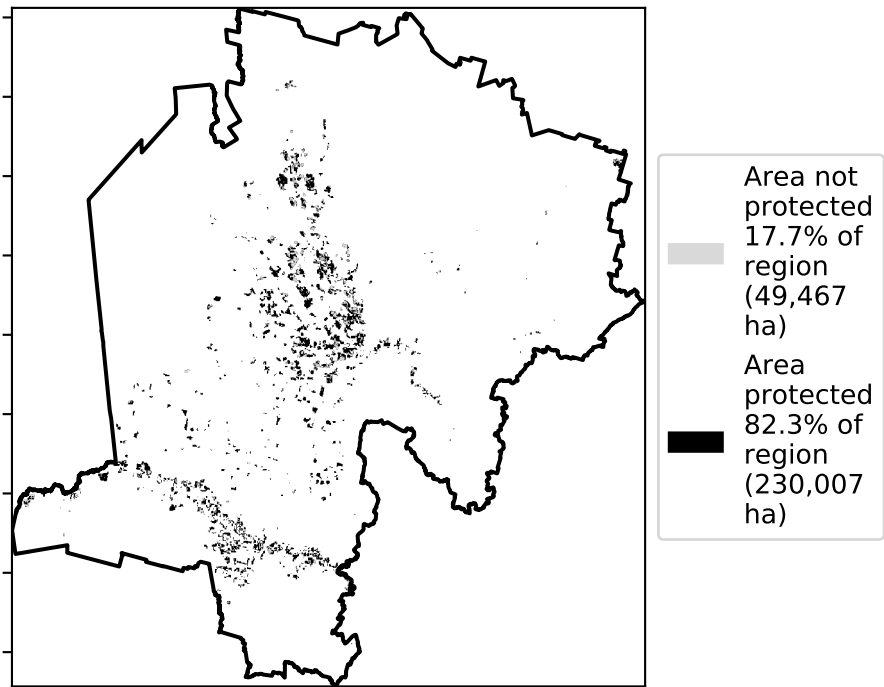 Area not
protected
17.7% of
region
(49,467
ha)
Area
protected
82.3% of
region
(230,007
ha)